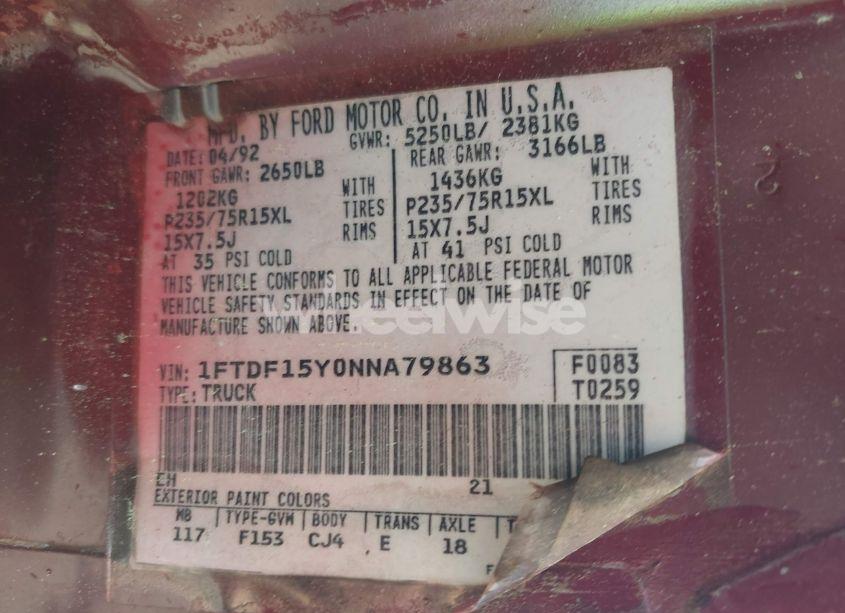 MFD. BY FORD MOTOR CO. IN U.S.A.
DATE: 04/92 GVWR: 5250LB/ 2381KG
FRONT GAWR: 2650LB REAR GAWR: 3166LB
1202KG WITH 1436KG WITH
P235/75R15XL TIRES P235/75R15XL TIRES
15X7.5J RIMS 15X7.5J RIMS
AT 35 PSI COLD AT 41 PSI COLD
THIS VEHICLE CONFORMS TO ALL APPLICABLE FEDERAL MOTOR
VEHICLE SAFETY STANDARDS IN EFFECT ON THE DATE OF
MANUFACTURE SHOWN ABOVE.
wheelwise
VIN: 1FTDF15Y0NNA79863 F0083
TYPE: TRUCK T0259
EH 21
EXTERIOR PAINT COLORS
WB TYPE-GVW BODY TRANS AXLE
117 F153 CJ4 E 18